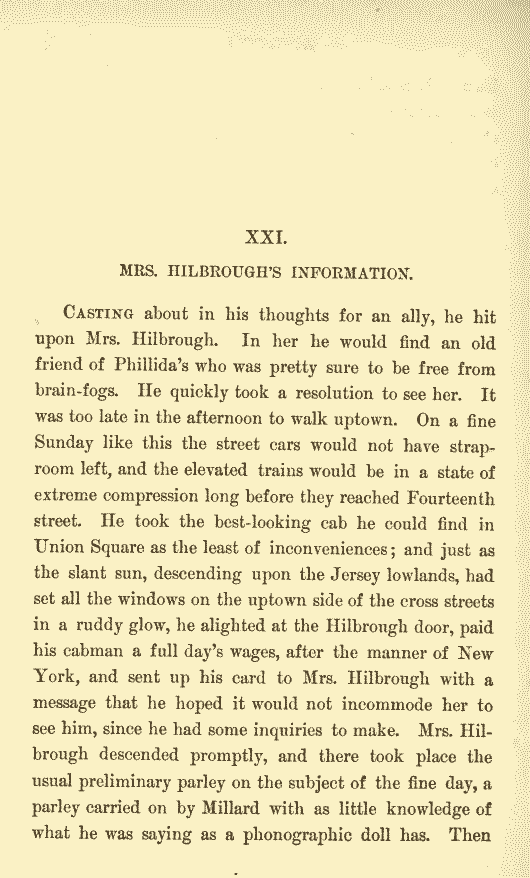 XXI.
MRS. HILBROUGH'S INFORMATION.
Casting about in his thoughts for an ally, he hit
upon Mrs. Hilbrough. In her he would find an old
friend of Phillida's who was pretty sure to be free from
brain-fogs. He quickly took a resolution to see her. It
was too late in the afternoon to walk uptown. On a fine
Sunday like this the street cars would not have strap-
room left, and the elevated trains would be in a state of
extreme compression long before they reached Fourteenth
street. He took the best-looking cab he could find in
Union Square as the least of inconveniences; and just as
the slant sun, descending upon the Jersey lowlands, had
set all the windows on the uptown side of the cross streets
in a ruddy glow, he alighted at the Hilbrough door, paid
his cabman a full day's wages, after the manner of New
York, and sent up his card to Mrs. Hilbrough with a
message that he hoped it would not incommode her to
see him, since he had some inquiries to make. Mrs. Hil-
brough descended promptly, and there took place the
usual preliminary parley on the subject of the fine day, a
parley carried on by Millard with as little knowledge of
what he was saying as a phonographic doll has. Then